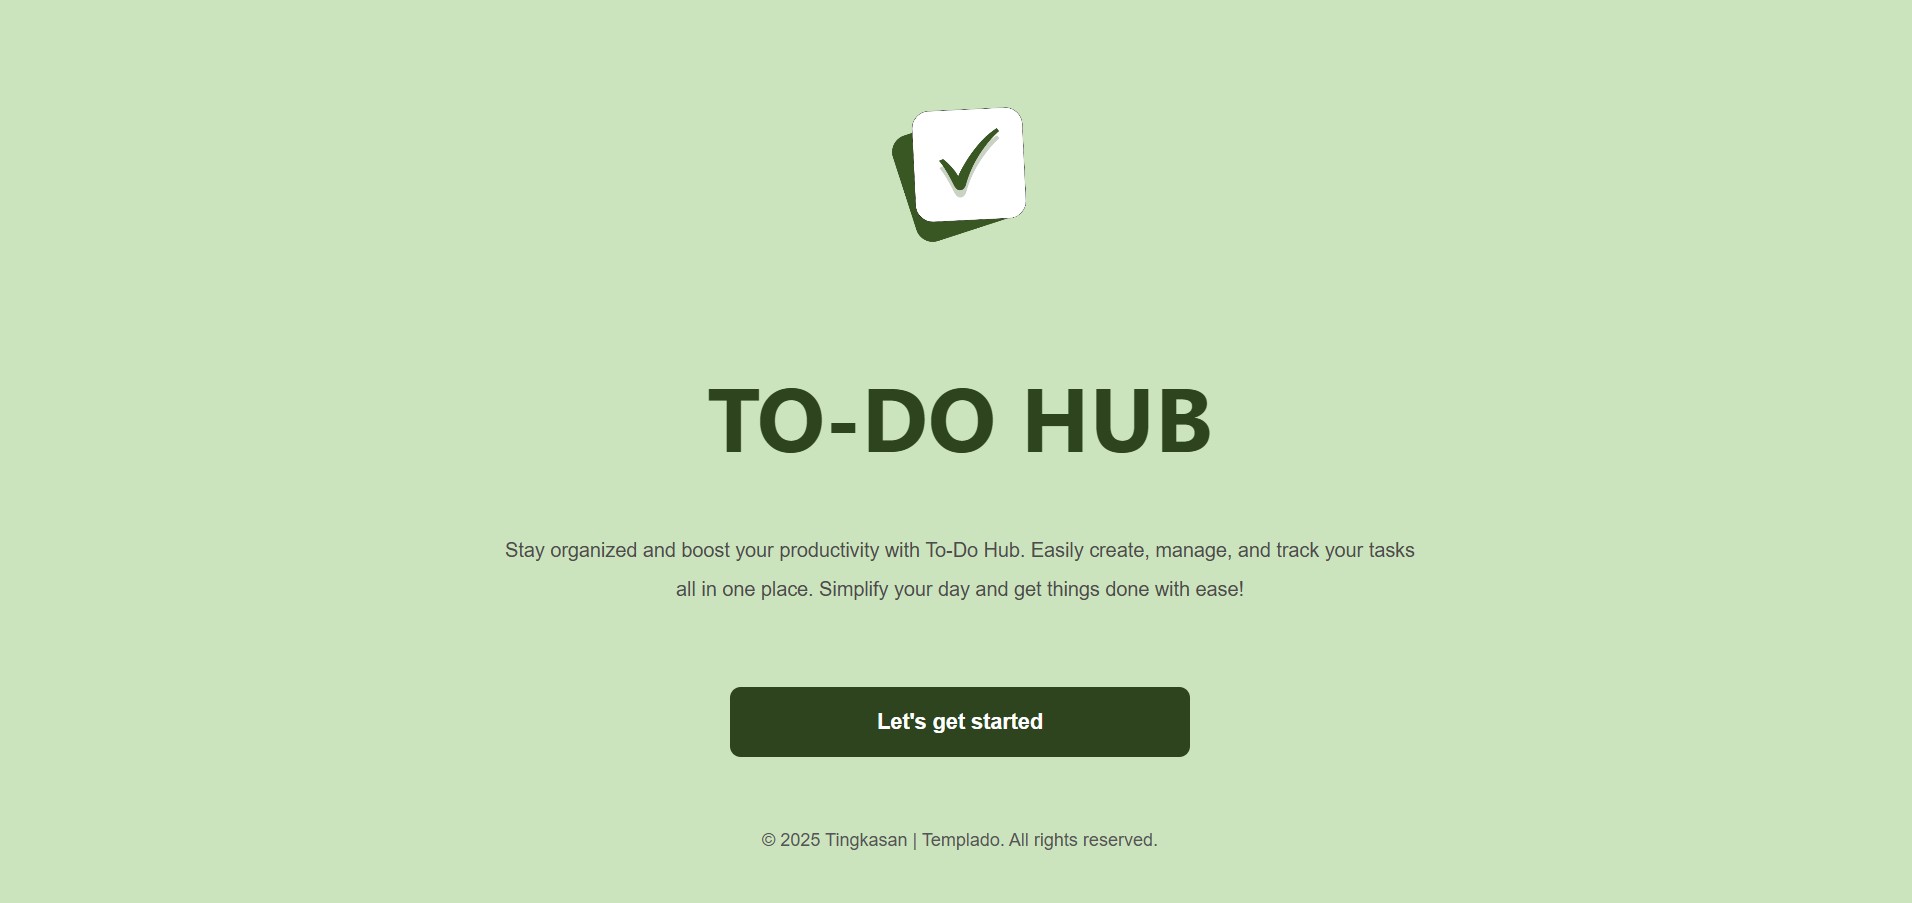 TO-DO HUB
Stay organized and boost your productivity with To-Do Hub. Easily create, manage, and track your tasks
all in one place. Simplify your day and get things done with ease!
Let's get started
© 2025 Tingkasan | Templado. All rights reserved.